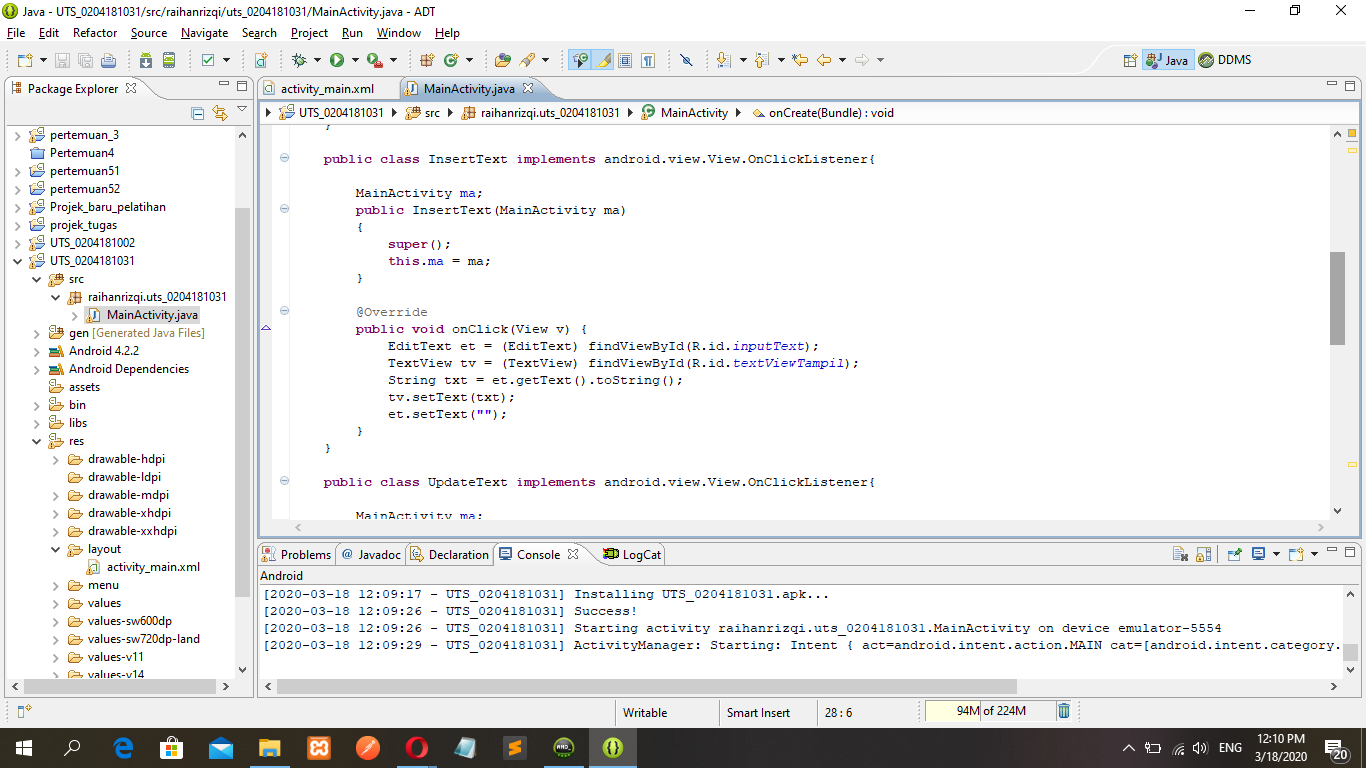 Java - UTS_0204181031/src/raihanrizqi/uts_0204181031/MainActivity.java - ADT
File Edit Refactor Source Navigate Search Project Run Window Help
Java DDMS
Package Explorer
pertemuan_3
Pertemuan4
pertemuan51
pertemuan52
Projek_baru_pelatihan
projek_tugas
UTS_0204181002
UTS_0204181031
src
raihanrizqi.uts_0204181031
MainActivity.java
gen [Generated Java Files]
Android 4.2.2
Android Dependencies
assets
bin
libs
res
drawable-hdpi
drawable-ldpi
drawable-mdpi
drawable-xhdpi
drawable-xxhdpi
layout
activity_main.xml
menu
values
values-sw600dp
values-sw720dp-land
values-v11
values-v14
activity_main.xml MainActivity.java
UTS_0204181031 src raihanrizqi.uts_0204181031 MainActivity onCreate(Bundle) : void
}
public class InsertText implements android.view.View.OnClickListener{
MainActivity ma;
public InsertText(MainActivity ma)
{
super();
this.ma = ma;
}
@Override
public void onClick(View v) {
EditText et = (EditText) findViewById(R.id.inputText);
TextView tv = (TextView) findViewById(R.id.textViewTampil);
String txt = et.getText().toString();
tv.setText(txt);
et.setText("");
}
}
public class UpdateText implements android.view.View.OnClickListener{
MainActivity ma;
Problems Javadoc Declaration Console LogCat
Android
[2020-03-18 12:09:17 - UTS_0204181031] Installing UTS_0204181031.apk...
[2020-03-18 12:09:26 - UTS_0204181031] Success!
[2020-03-18 12:09:26 - UTS_0204181031] Starting activity raihanrizqi.uts_0204181031.MainActivity on device emulator-5554
[2020-03-18 12:09:29 - UTS_0204181031] ActivityManager: Starting: Intent { act=android.intent.action.MAIN cat=[android.intent.category.
Writable Smart Insert 28 : 6 94M of 224M
ENG 12:10 PM
3/18/2020 20